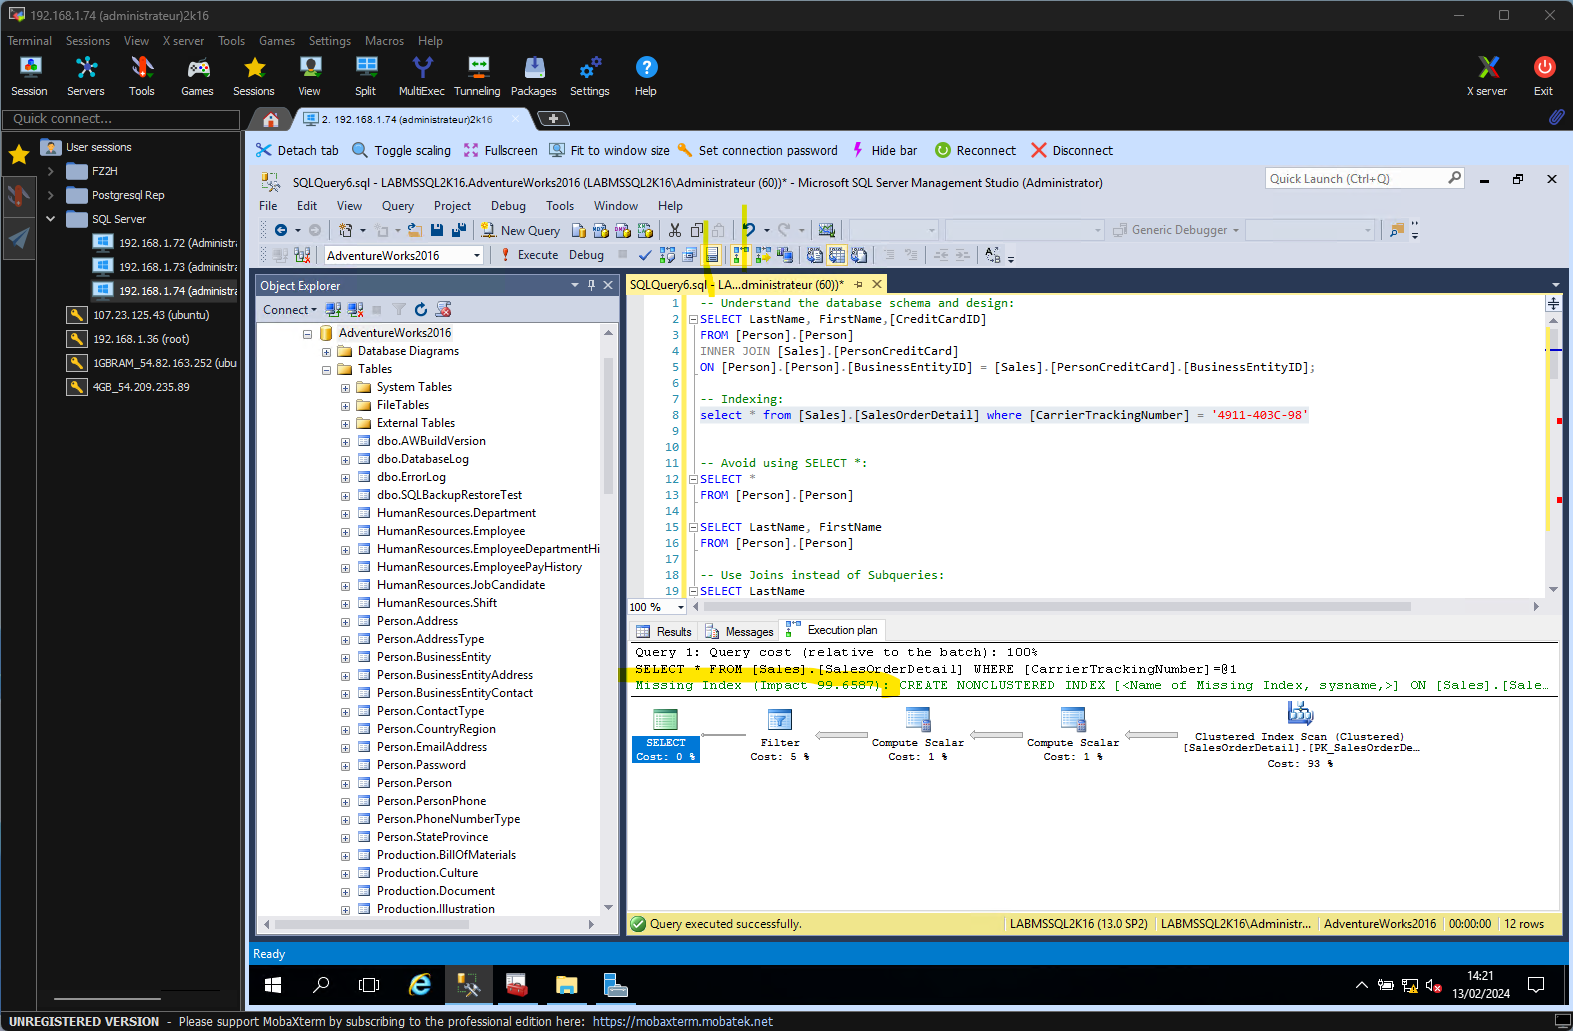 192.168.1.74 (administrateur)2k16
Terminal Sessions View X server Tools Games Settings Macros Help
Session Servers Tools Games Sessions View Split MultiExec Tunneling Packages Settings Help X server Exit
Quick connect...
2. 192.168.1.74 (administrateur)2k16
Detach tab Toggle scaling Fullscreen Fit to window size Set connection password Hide bar Reconnect Disconnect
User sessions
FZ2H
Postgresql Rep
SQL Server
192.168.1.72 (Administra
192.168.1.73 (administra
192.168.1.74 (administra
107.23.125.43 (ubuntu)
192.168.1.36 (root)
1GBRAM_54.82.163.252 (ubu
4GB_54.209.235.89
SQLQuery6.sql - LABMSSQL2K16.AdventureWorks2016 (LABMSSQL2K16\Administrateur (60))* - Microsoft SQL Server Management Studio (Administrator)
Quick Launch (Ctrl+Q)
File Edit View Query Project Debug Tools Window Help
New Query Generic Debugger
AdventureWorks2016 Execute Debug
Object Explorer
Connect
AdventureWorks2016
Database Diagrams
Tables
System Tables
FileTables
External Tables
dbo.AWBuildVersion
dbo.DatabaseLog
dbo.ErrorLog
dbo.SQLBackupRestoreTest
HumanResources.Department
HumanResources.Employee
HumanResources.EmployeeDepartmentHi
HumanResources.EmployeePayHistory
HumanResources.JobCandidate
HumanResources.Shift
Person.Address
Person.AddressType
Person.BusinessEntity
Person.BusinessEntityAddress
Person.BusinessEntityContact
Person.ContactType
Person.CountryRegion
Person.EmailAddress
Person.Password
Person.Person
Person.PersonPhone
Person.PhoneNumberType
Person.StateProvince
Production.BillOfMaterials
Production.Culture
Production.Document
Production.Illustration
SQLQuery6.sql - LA...dministrateur (60))*
1 -- Understand the database schema and design:
2 SELECT LastName, FirstName,[CreditCardID]
3 FROM [Person].[Person]
4 INNER JOIN [Sales].[PersonCreditCard]
5 ON [Person].[Person].[BusinessEntityID] = [Sales].[PersonCreditCard].[BusinessEntityID];
6
7 -- Indexing:
8 select * from [Sales].[SalesOrderDetail] where [CarrierTrackingNumber] = '4911-403C-98'
9
10
11 -- Avoid using SELECT *:
12 SELECT *
13 FROM [Person].[Person]
14
15 SELECT LastName, FirstName
16 FROM [Person].[Person]
17
18 -- Use Joins instead of Subqueries:
19 SELECT LastName
100 %
Results Messages Execution plan
Query 1: Query cost (relative to the batch): 100%
SELECT * FROM [Sales].[SalesOrderDetail] WHERE [CarrierTrackingNumber]=@1
Missing Index (Impact 99.6587): CREATE NONCLUSTERED INDEX [<Name of Missing Index, sysname,>] ON [Sales].[Sale...
SELECT
Cost: 0 %
Filter
Cost: 5 %
Compute Scalar
Cost: 1 %
Compute Scalar
Cost: 1 %
Clustered Index Scan (Clustered)
[SalesOrderDetail].[PK_SalesOrderDe...
Cost: 93 %
Query executed successfully. LABMSSQL2K16 (13.0 SP2) LABMSSQL2K16\Administr... AdventureWorks2016 00:00:00 12 rows
Ready
14:21
13/02/2024
UNREGISTERED VERSION - Please support MobaXterm by subscribing to the professional edition here: https://mobaxterm.mobatek.net